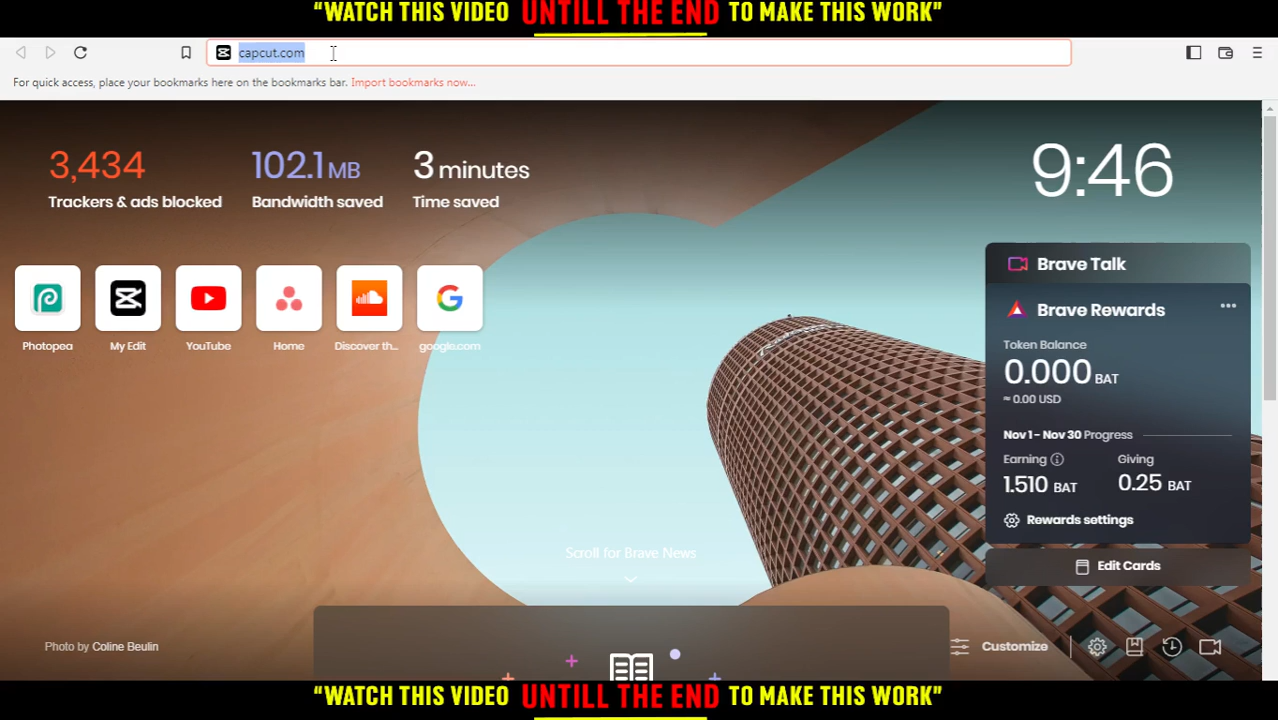 “WATCH THIS VIDEO UNTILL THE END TO MAKE THIS WORK”
capcut.com
For quick access, place your bookmarks here on the bookmarks bar. Import bookmarks now...
3,434
Trackers & ads blocked
102.1 MB
Bandwidth saved
3 minutes
Time saved
9:46
Photopea
My Edit
YouTube
Home
Discover th...
google.com
Brave Talk
Brave Rewards
Token Balance
0.000 BAT
≈ 0.00 USD
Nov 1 - Nov 30 Progress
Earning
1.510 BAT
Giving
0.25 BAT
Rewards settings
Edit Cards
Scroll for Brave News
Photo by Coline Beulin
Customize
“WATCH THIS VIDEO UNTILL THE END TO MAKE THIS WORK”